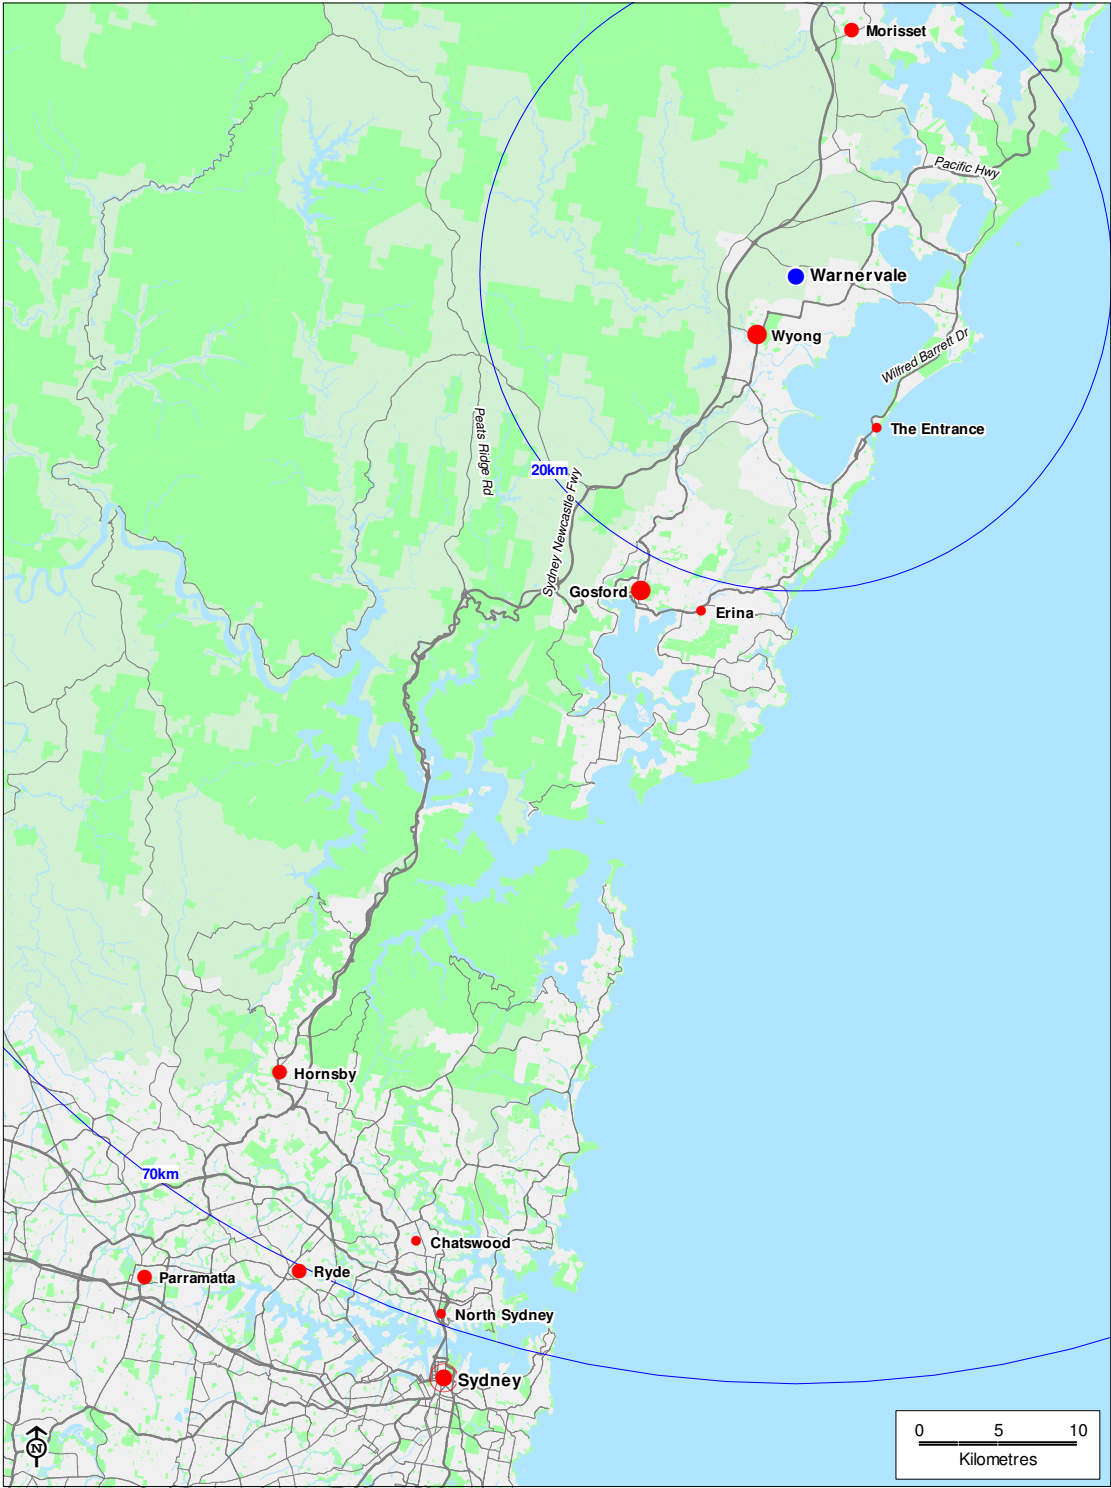 Morisset
Pacific Hwy
Warnervale
Wyong
Wilfred Barrett Dr
The Entrance
Peats Ridge Rd
20km
Sydney Newcastle Fwy
Gosford
Erina
Hornsby
70km
Chatswood
Parramatta
Ryde
North Sydney
Sydney
N
0 5 10
Kilometres